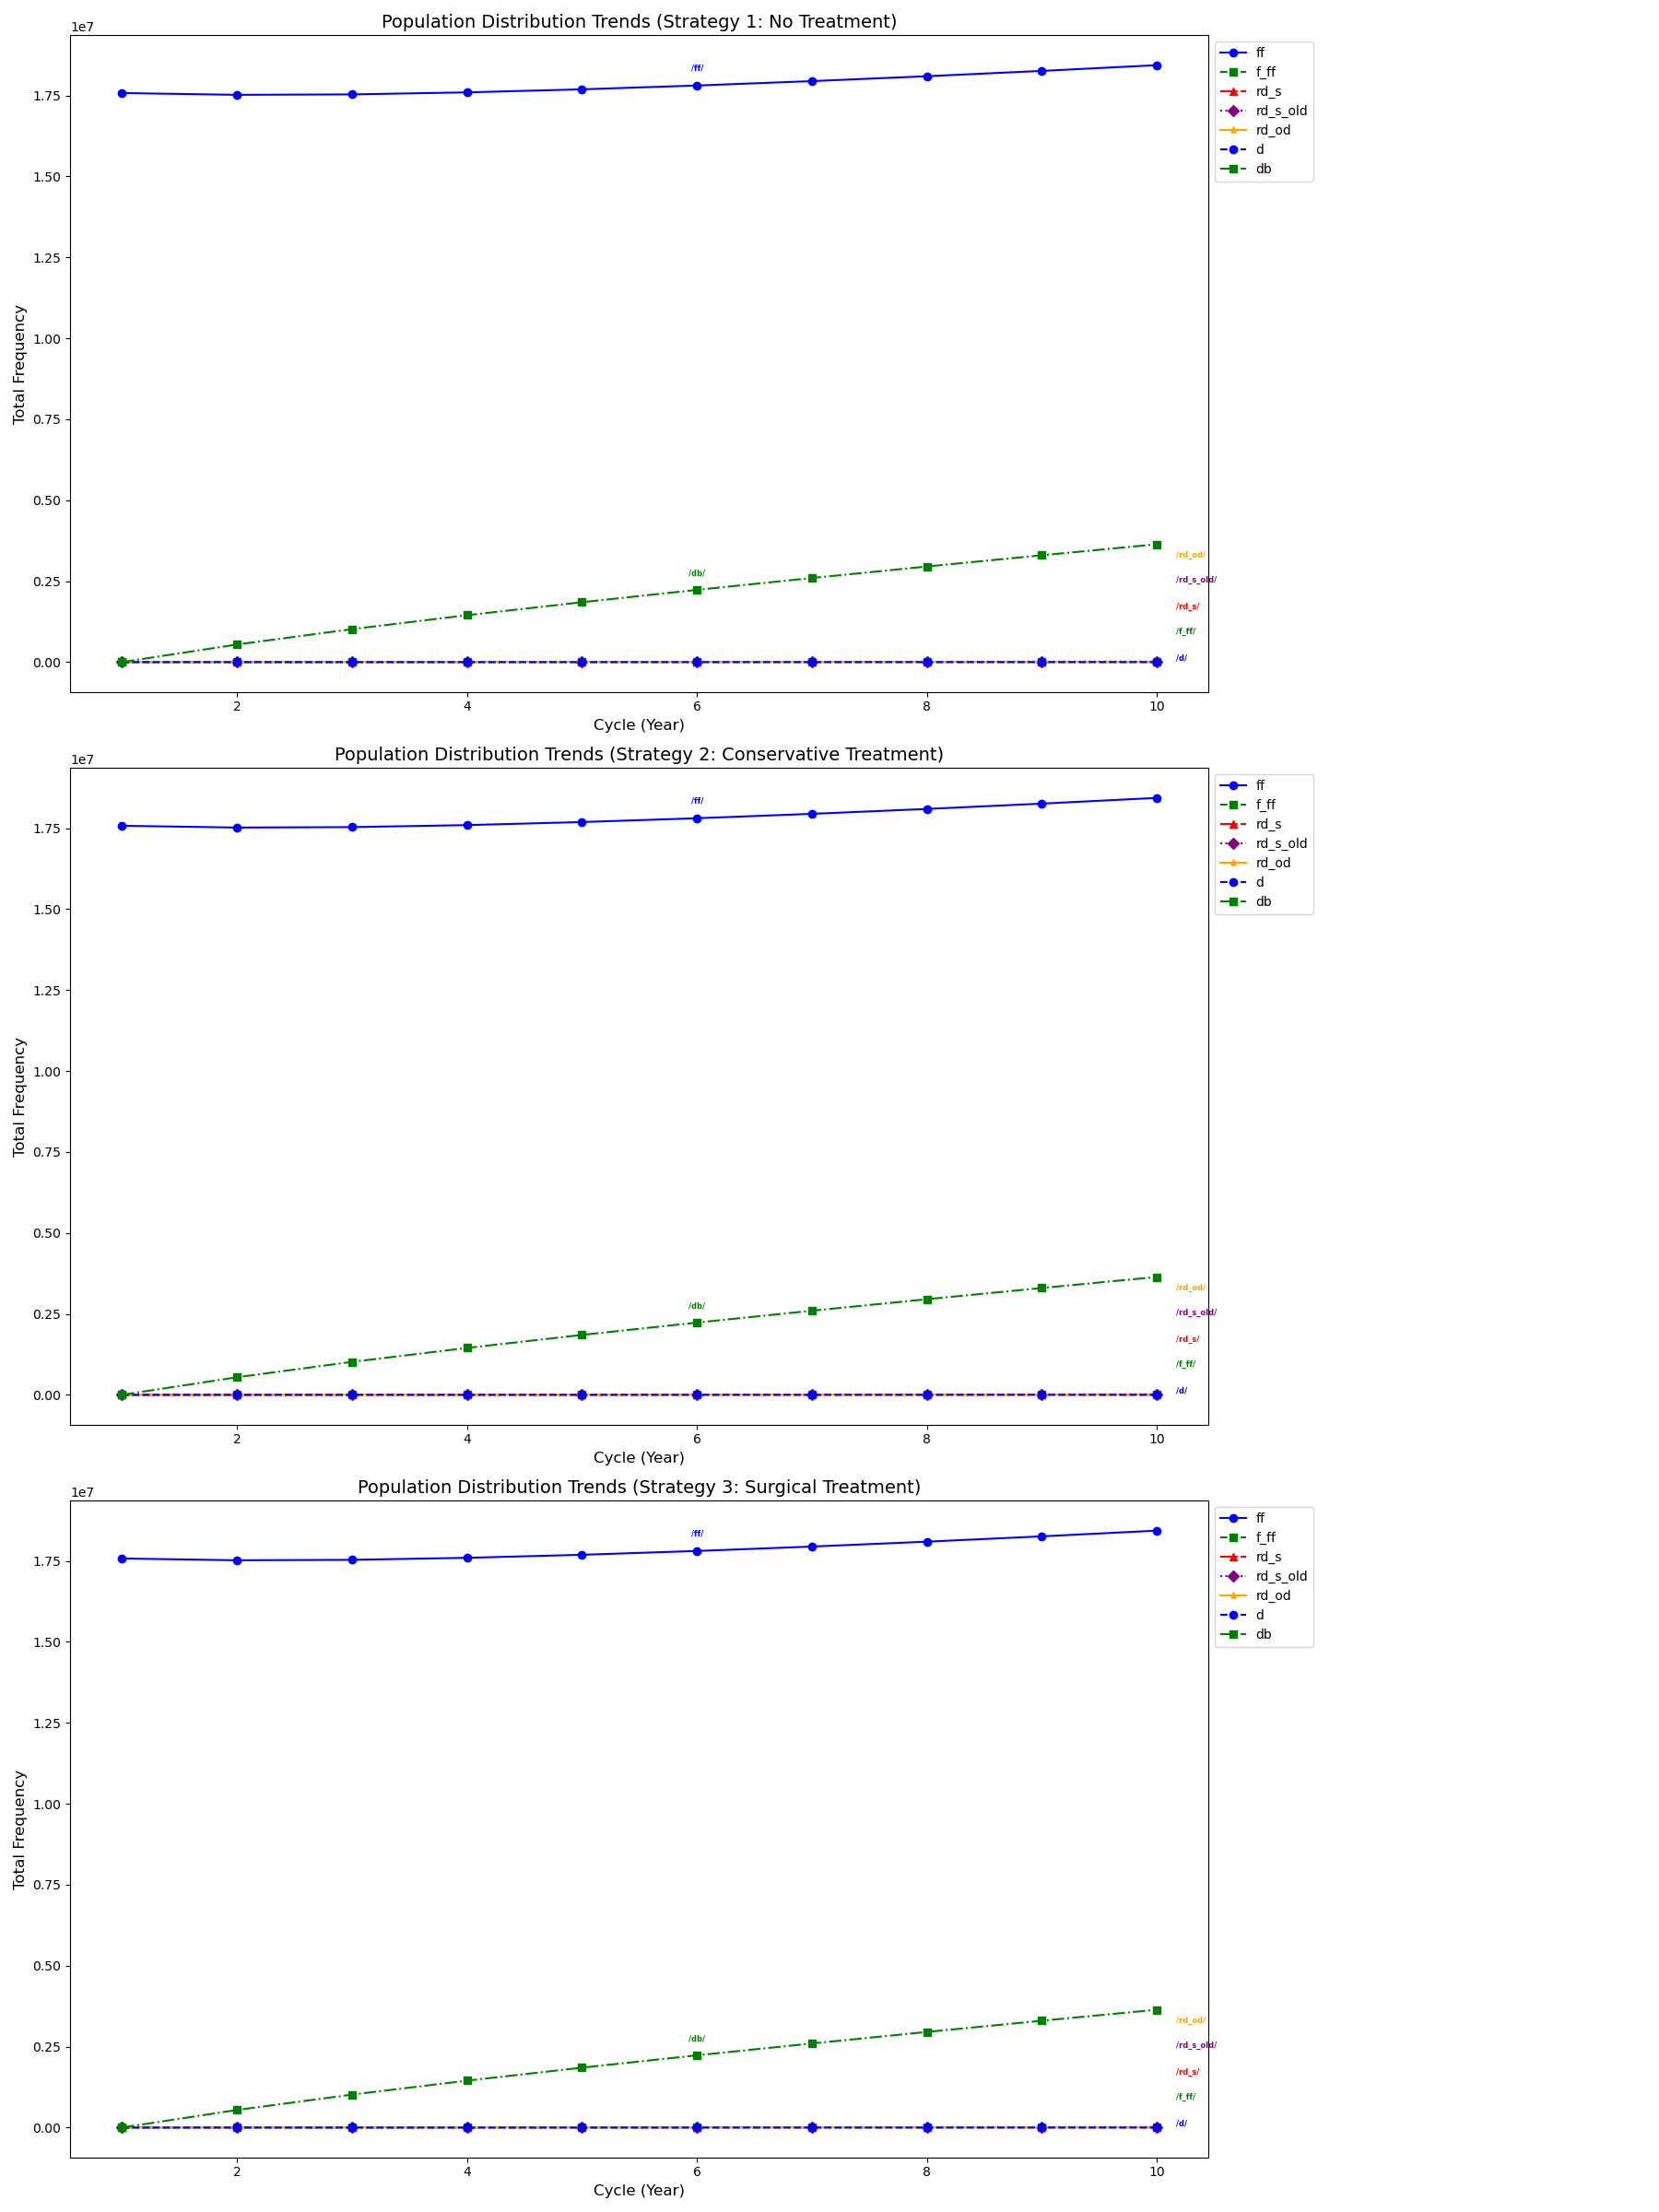 Population Distribution Trends (Strategy 1: No Treatment)
1e7
1.75
1.50
1.25
1.00
0.75
0.50
0.25
0.00
Total Frequency
/ff/
/db/
/rd_od/
/rd_s_old/
/rd_s/
/f_ff/
/d/
2
4
6
8
10
Cycle (Year)
ff
f_ff
rd_s
rd_s_old
rd_od
d
db
Population Distribution Trends (Strategy 2: Conservative Treatment)
1e7
1.75
1.50
1.25
1.00
0.75
0.50
0.25
0.00
Total Frequency
/ff/
/db/
/rd_od/
/rd_s_old/
/rd_s/
/f_ff/
/d/
2
4
6
8
10
Cycle (Year)
ff
f_ff
rd_s
rd_s_old
rd_od
d
db
Population Distribution Trends (Strategy 3: Surgical Treatment)
1e7
1.75
1.50
1.25
1.00
0.75
0.50
0.25
0.00
Total Frequency
/ff/
/db/
/rd_od/
/rd_s_old/
/rd_s/
/f_ff/
/d/
2
4
6
8
10
Cycle (Year)
ff
f_ff
rd_s
rd_s_old
rd_od
d
db